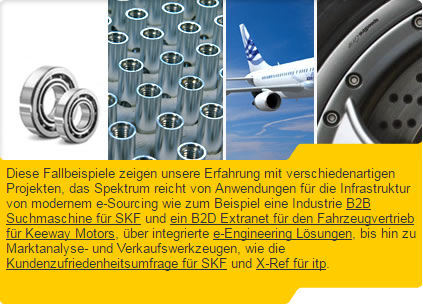 Diese Fallbeispiele zeigen unsere Erfahrung mit verschiedenartigen
Projekten, das Spektrum reicht von Anwendungen für die Infrastruktur
von modernem e-Sourcing wie zum Beispiel eine Industrie B2B
Suchmaschine für SKF und ein B2D Extranet für den Fahrzeugvertrieb
für Keeway Motors, über integrierte e-Engineering Lösungen, bis hin zu
Marktanalyse- und Verkaufswerkzeugen, wie die
Kundenzufriedenheitsumfrage für SKF und X-Ref für itp.